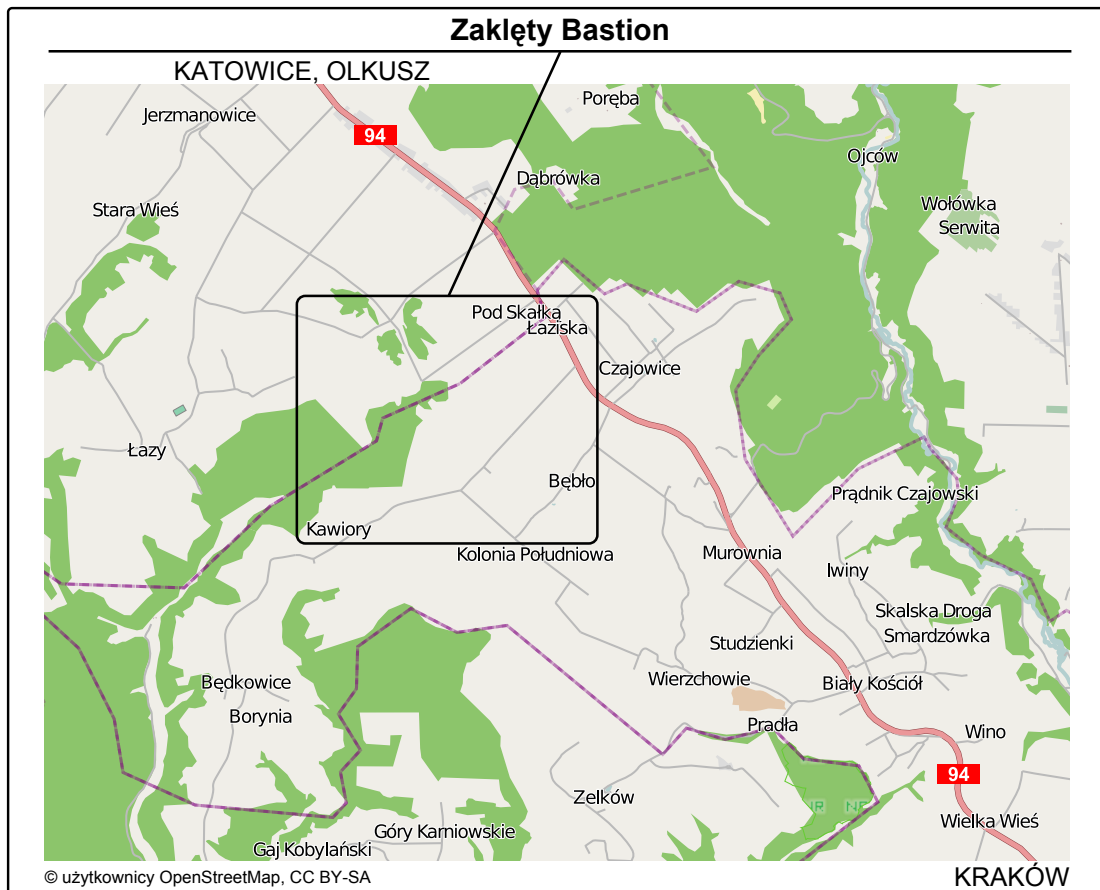 Zaklęty Bastion
KATOWICE, OLKUSZ
Poręba
Jerzmanowice
94
Ojców
Dąbrówka
Stara Wieś
Wołówka
Serwita
Pod Skałką
Łaziska
Czajowice
Łazy
Bębło
Prądnik Czajowski
Kawiory
Kolonia Południowa
Murownia
Iwiny
Skalska Droga
Smardzówka
Studzienki
Wierzchowie
Biały Kościół
Będkowice
Borynia
Pradła
Wino
94
Zelków
NR NR
Wielka Wieś
Góry Karniowskie
Gaj Kobylański
© użytkownicy OpenStreetMap, CC BY-SA
KRAKÓW